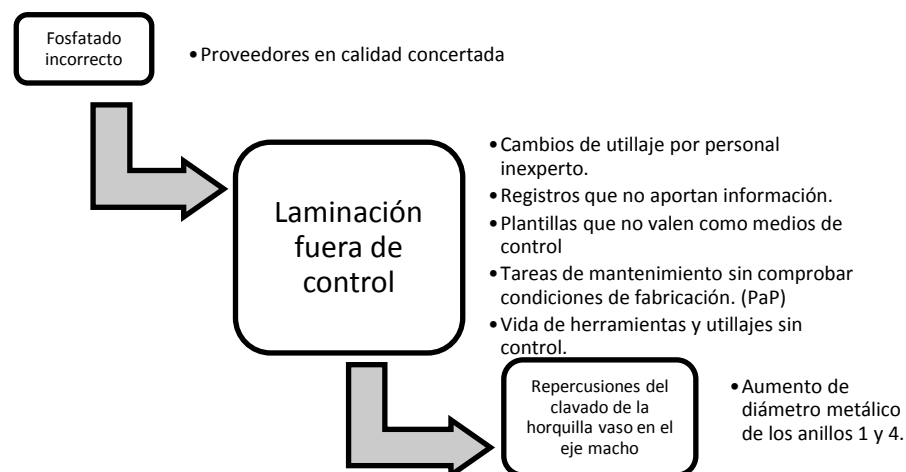 Fosfatado
incorrecto
•Proveedores en calidad concertada
Laminación
fuera de
control
•Cambios de utillaje por personal
inexperto.
•Registros que no aportan información.
•Plantillas que no valen como medios de
control
•Tareas de mantenimiento sin comprobar
condiciones de fabricación. (PaP)
•Vida de herramientas y utillajes sin
control.
Repercusiones del
clavado de la
horquilla vaso en el
eje macho
•Aumento de
diámetro metálico
de los anillos 1 y 4.